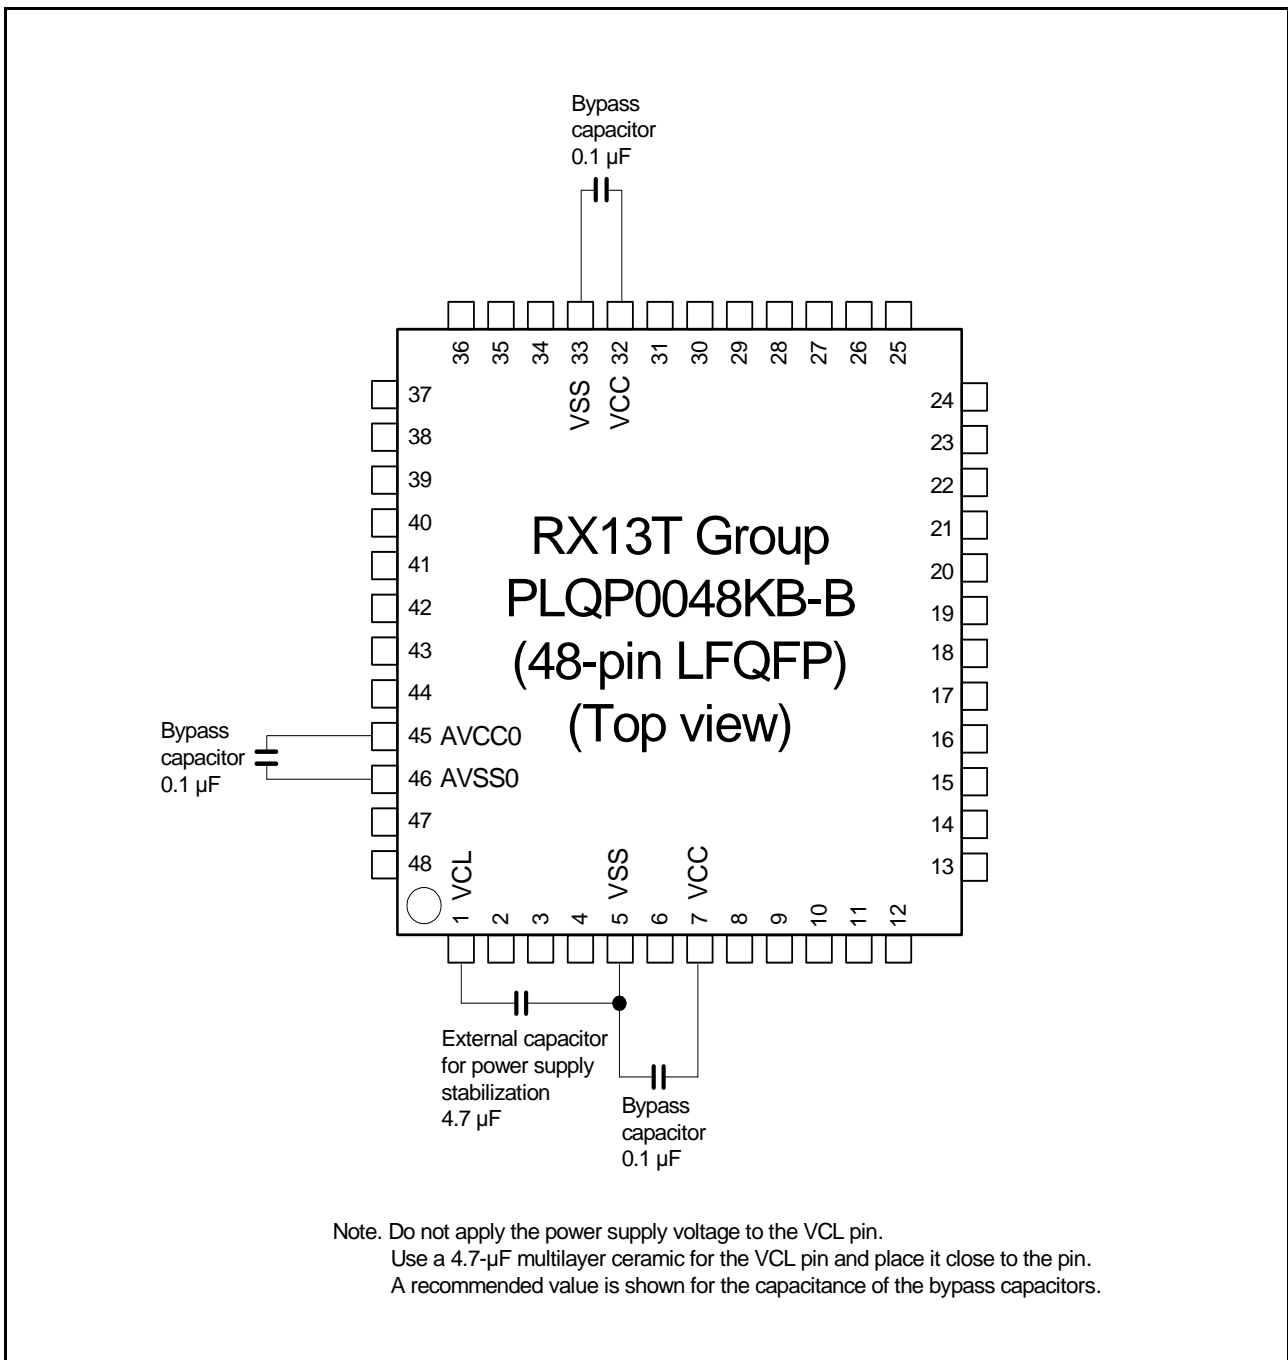 Bypass
capacitor
0.1 µF
36
35
34
33
32
31
30
29
28
27
26
25
VSS
VCC
37
38
39
40
41
42
43
44
45 AVCC0
46 AVSS0
47
48
24
23
22
21
20
19
18
17
16
15
14
13
RX13T Group
PLQP0048KB-B
(48-pin LFQFP)
(Top view)
Bypass
capacitor
0.1 µF
VCL
VSS
VCC
1
2
3
4
5
6
7
8
9
10
11
12
External capacitor
for power supply
stabilization
4.7 µF
Bypass
capacitor
0.1 µF
Note. Do not apply the power supply voltage to the VCL pin.
Use a 4.7-µF multilayer ceramic for the VCL pin and place it close to the pin.
A recommended value is shown for the capacitance of the bypass capacitors.